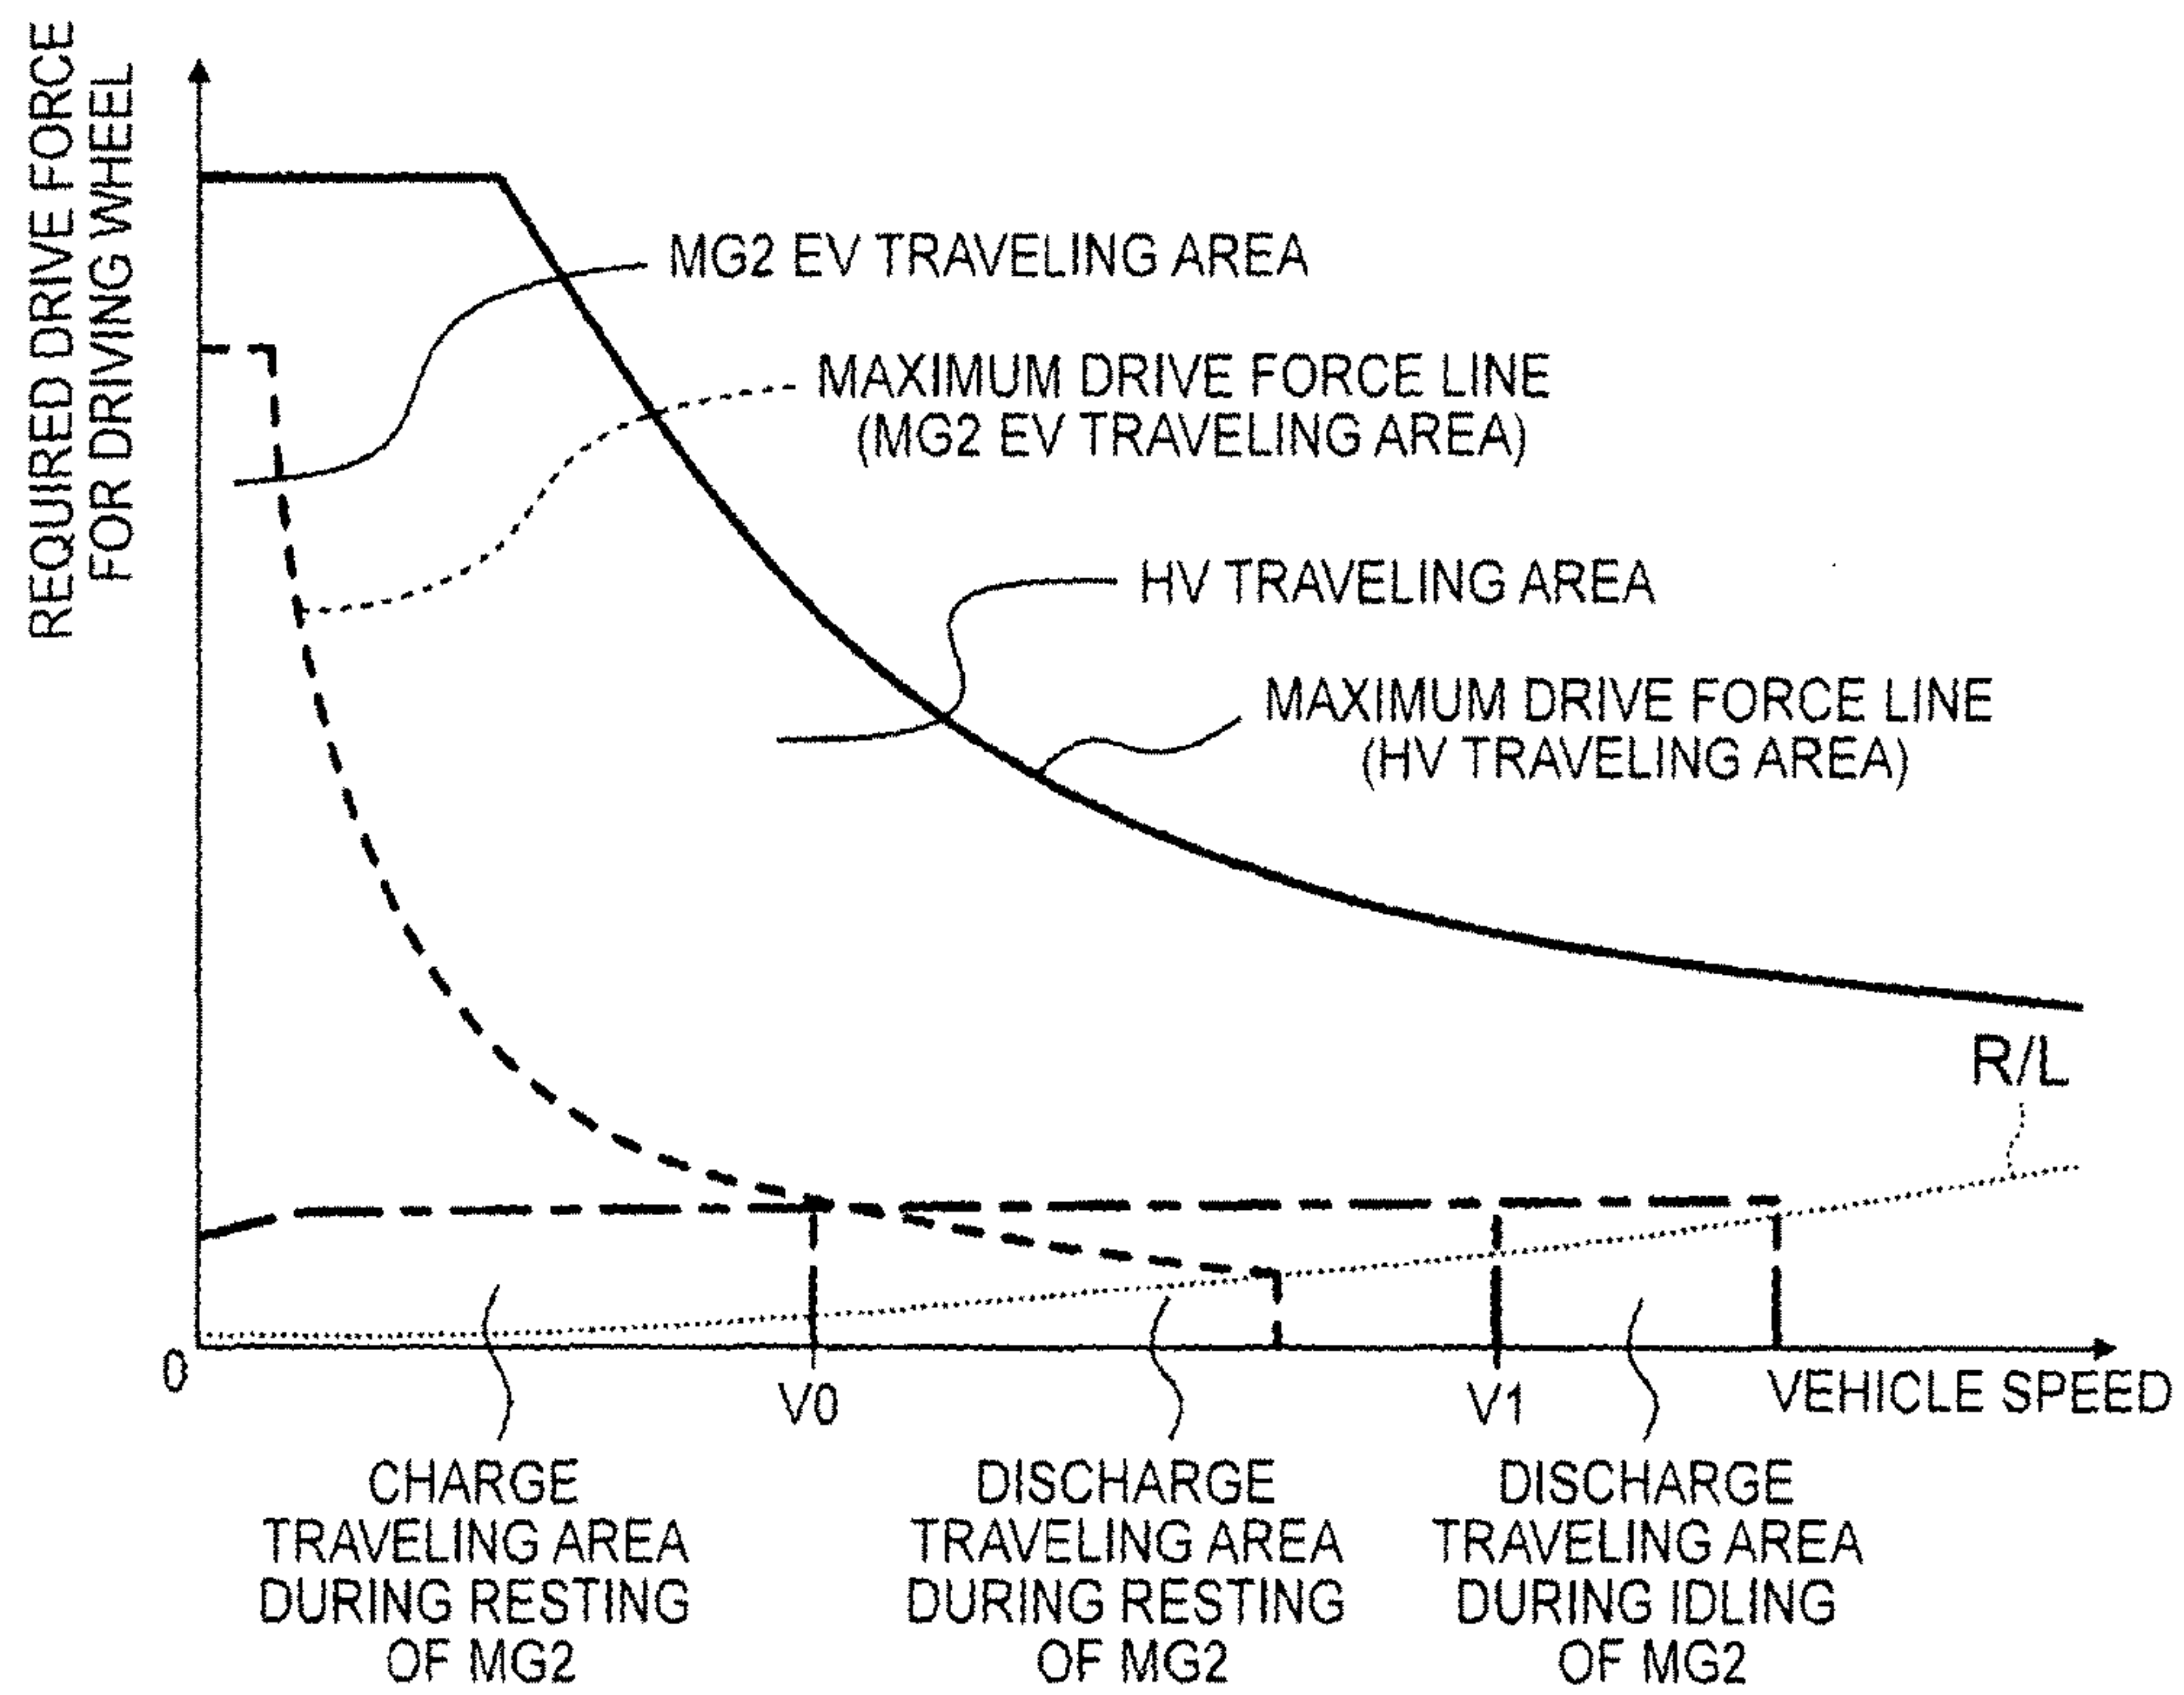 REQUIRED DRIVE FORCE
FOR DRIVING WHEEL
MG2 EV TRAVELING AREA
MAXIMUM DRIVE FORCE LINE
(MG2 EV TRAVELING AREA)
HV TRAVELING AREA
MAXIMUM DRIVE FORCE LINE
(HV TRAVELING AREA)
R/L
0
V0
V1
VEHICLE SPEED
CHARGE
TRAVELING AREA
DURING RESTING
OF MG2
DISCHARGE
TRAVELING AREA
DURING RESTING
OF MG2
DISCHARGE
TRAVELING AREA
DURING IDLING
OF MG2